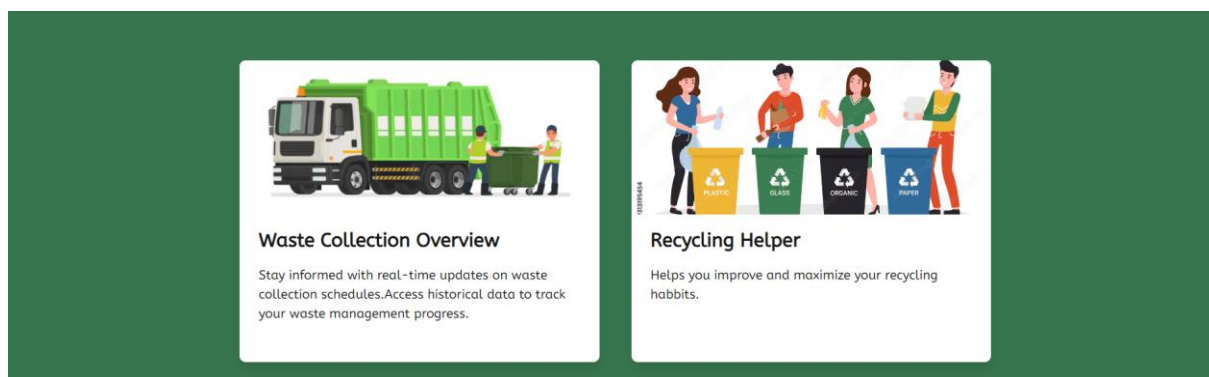 PLASTIC
GLASS
ORGANIC
PAPER
Waste Collection Overview
Stay informed with real-time updates on waste
collection schedules.Access historical data to track
your waste management progress.
Recycling Helper
Helps you improve and maximize your recycling
habbits.